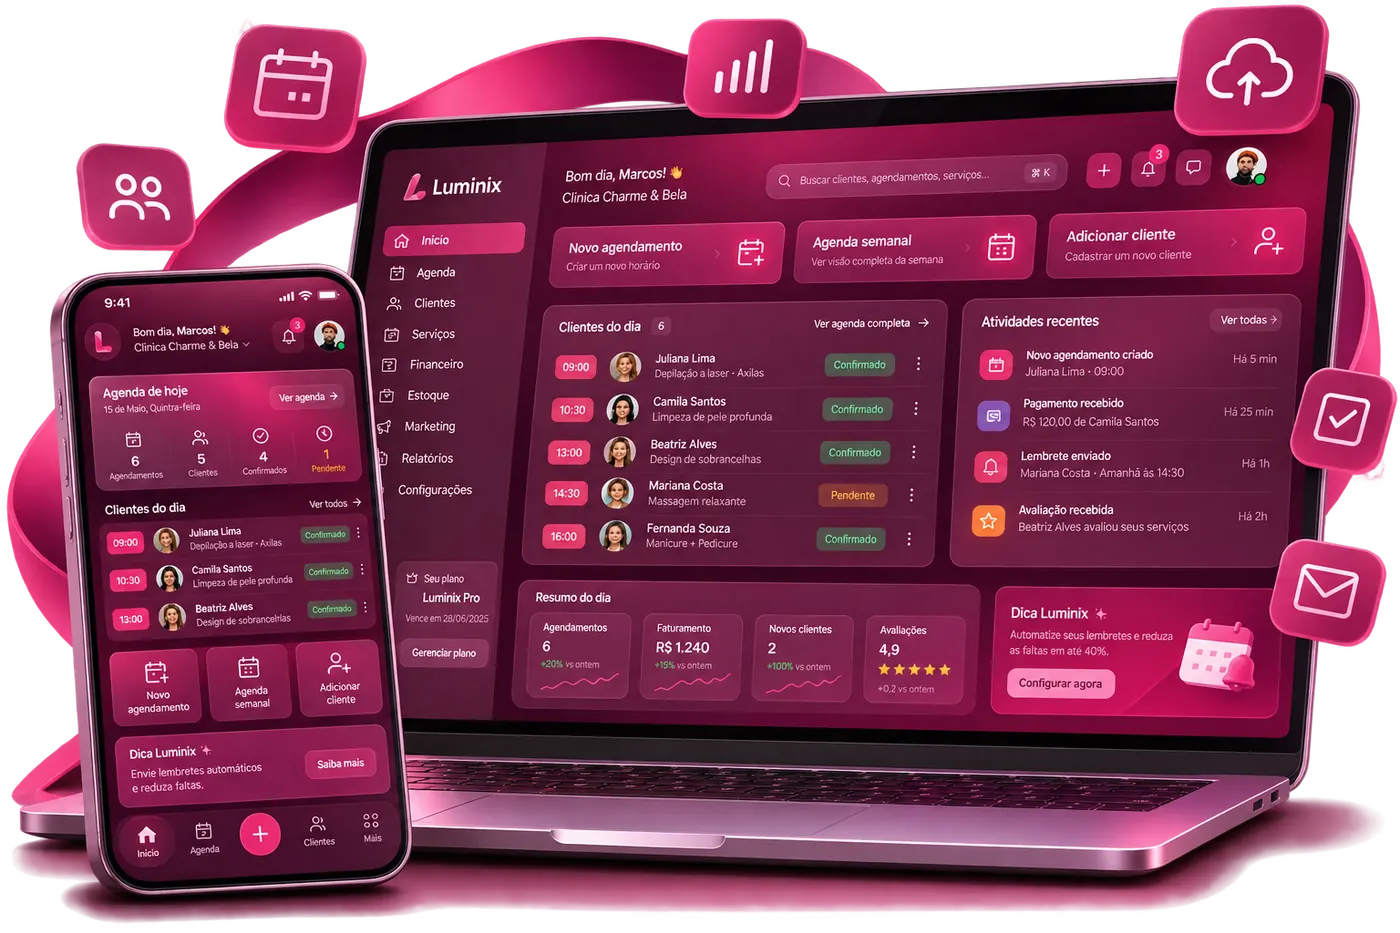 Luminix
Inicio
Agenda
Clientes
Serviços
Financeiro
Estoque
Marketing
Relatórios
Configurações
Seu plano
Luminix Pro
Vence em 28/06/2025
Gerenciar plano
Bom dia, Marcos! 👋
Clinica Charme & Bela
Buscar clientes, agendamentos, serviços...
⌘ K
3
Novo agendamento
Criar um novo horário
Agenda semanal
Ver visão completa da semana
Adicionar cliente
Cadastrar um novo cliente
Clientes do dia 6
Ver agenda completa →
09:00
Juliana Lima
Depilação a laser • Axilas
Confirmado
10:30
Camila Santos
Limpeza de pele profunda
Confirmado
13:00
Beatriz Alves
Design de sobrancelhas
Confirmado
14:30
Mariana Costa
Massagem relaxante
Pendente
16:00
Fernanda Souza
Manicure + Pedicure
Confirmado
Atividades recentes
Ver todas →
Novo agendamento criado
Juliana Lima • 09:00
Há 5 min
Pagamento recebido
R$ 120,00 de Camila Santos
Há 25 min
Lembrete enviado
Mariana Costa • Amanhã às 14:30
Há 1h
Avaliação recebida
Beatriz Alves avaliou seus serviços
Há 2h
Resumo do dia
Agendamentos
6
+20% vs ontem
Faturamento
R$ 1.240
+15% vs ontem
Novos clientes
2
+100% vs ontem
Avaliações
4,9
+0,2 vs ontem
Dica Luminix
Automatize seus lembretes e reduza
as faltas em até 40%.
Configurar agora
9:41
Bom dia, Marcos! 👋
Clinica Charme & Bela
3
Agenda de hoje
15 de Maio, Quintra-feira
Ver agenda →
6
Agendamentos
5
Clientes
4
Confirmados
1
Pendente
Clientes do dia
Ver todos →
09:00
Juliana Lima
Depilação a laser • Axilas
Confirmado
10:30
Camila Santos
Limpeza de pele profunda
Confirmado
13:00
Beatriz Alves
Design de sobrancelhas
Confirmado
Novo
agendamento
Agenda
semanal
Adicionar
cliente
Dica Luminix
Envie lembretes automáticos
e reduza faltas.
Saiba mais
Inicio
Agenda
Clientes
Mais